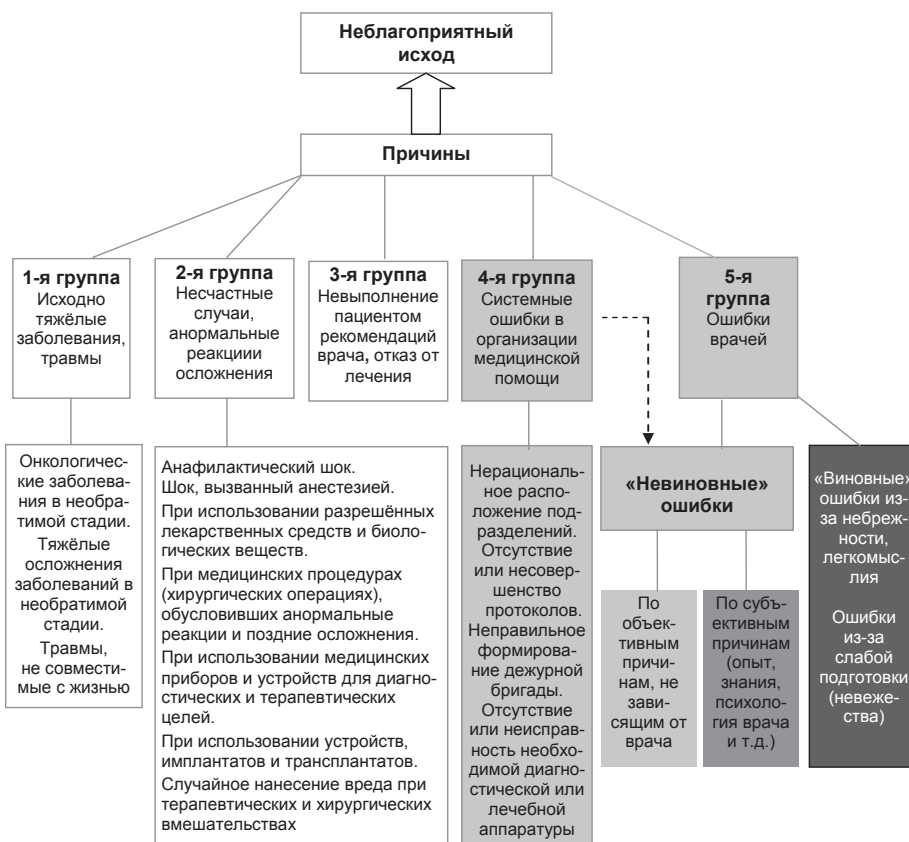 Неблагоприятный
исход
Причины
1-я группа
Исходно
тяжёлые
заболевания,
травмы
2-я группа
Несчастные
случаи,
анормальные
реакциии
осложнения
3-я группа
Невыполнение
пациентом
рекомендаций
врача, отказ от
лечения
4-я группа
Системные
ошибки в
организации
медицинской
помощи
5-я
группа
Ошибки
врачей
Онкологичес-
кие заболева-
ния в необра-
тимой стадии.
Тяжёлые
осложнения
заболеваний в
необратимой
стадии.
Травмы,
не совмести-
мые с жизнью
Анафилактический шок.
Шок, вызванный анестезией.
При использовании разрешённых
лекарственных средств и биоло-
гических веществ.
При медицинских процедурах
(хирургических операциях),
обусловивших анормальные
реакции и поздние осложнения.
При использовании медицинских
приборов и устройств для диагно-
стических и терапевтических
целей.
При использовании устройств,
имплантатов и трансплантатов.
Случайное нанесение вреда при
терапевтических и хирургических
вмешательствах
Нерациональ-
ное распо-
ложение под-
разделений.
Отсутствие
или несовер-
шенство
протоколов.
Неправильное
формирование
дежурной
бригады.
Отсутствие
или неисправ-
ность необхо-
димой диагно-
стической или
лечебной
аппаратуры
«Невиновные»
ошибки
По
объек-
тивным
причи-
нам, не
зави-
сящим от
врача
По субъ-
ективным
причинам
(опыт,
знания,
психоло-
гия врача
и т.д.)
«Виновные»
ошибки из-
за небреж-
ности,
легкомыс-
лия
Ошибки
из-за
слабой
подготовки
(невеже-
ства)